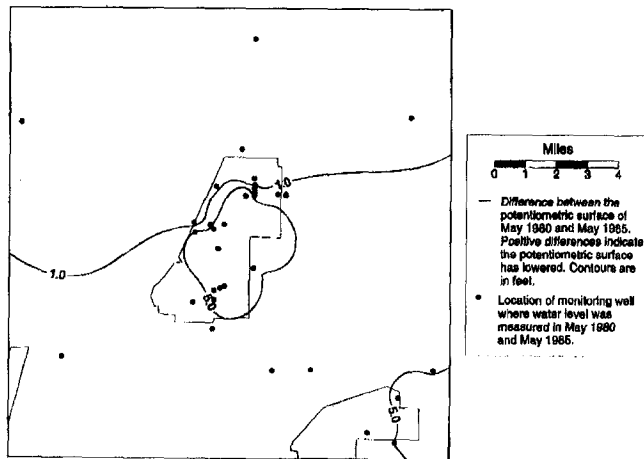 1.0
1.0
5.0
5.0
Miles
0 1 2 3 4
Difference between the
potentiometric surface of
May 1980 and May 1985.
Positive differences indicate
the potentiometric surface
has lowered. Contours are
in feet.
Location of monitoring well
where water level was
measured in May 1980
and May 1985.